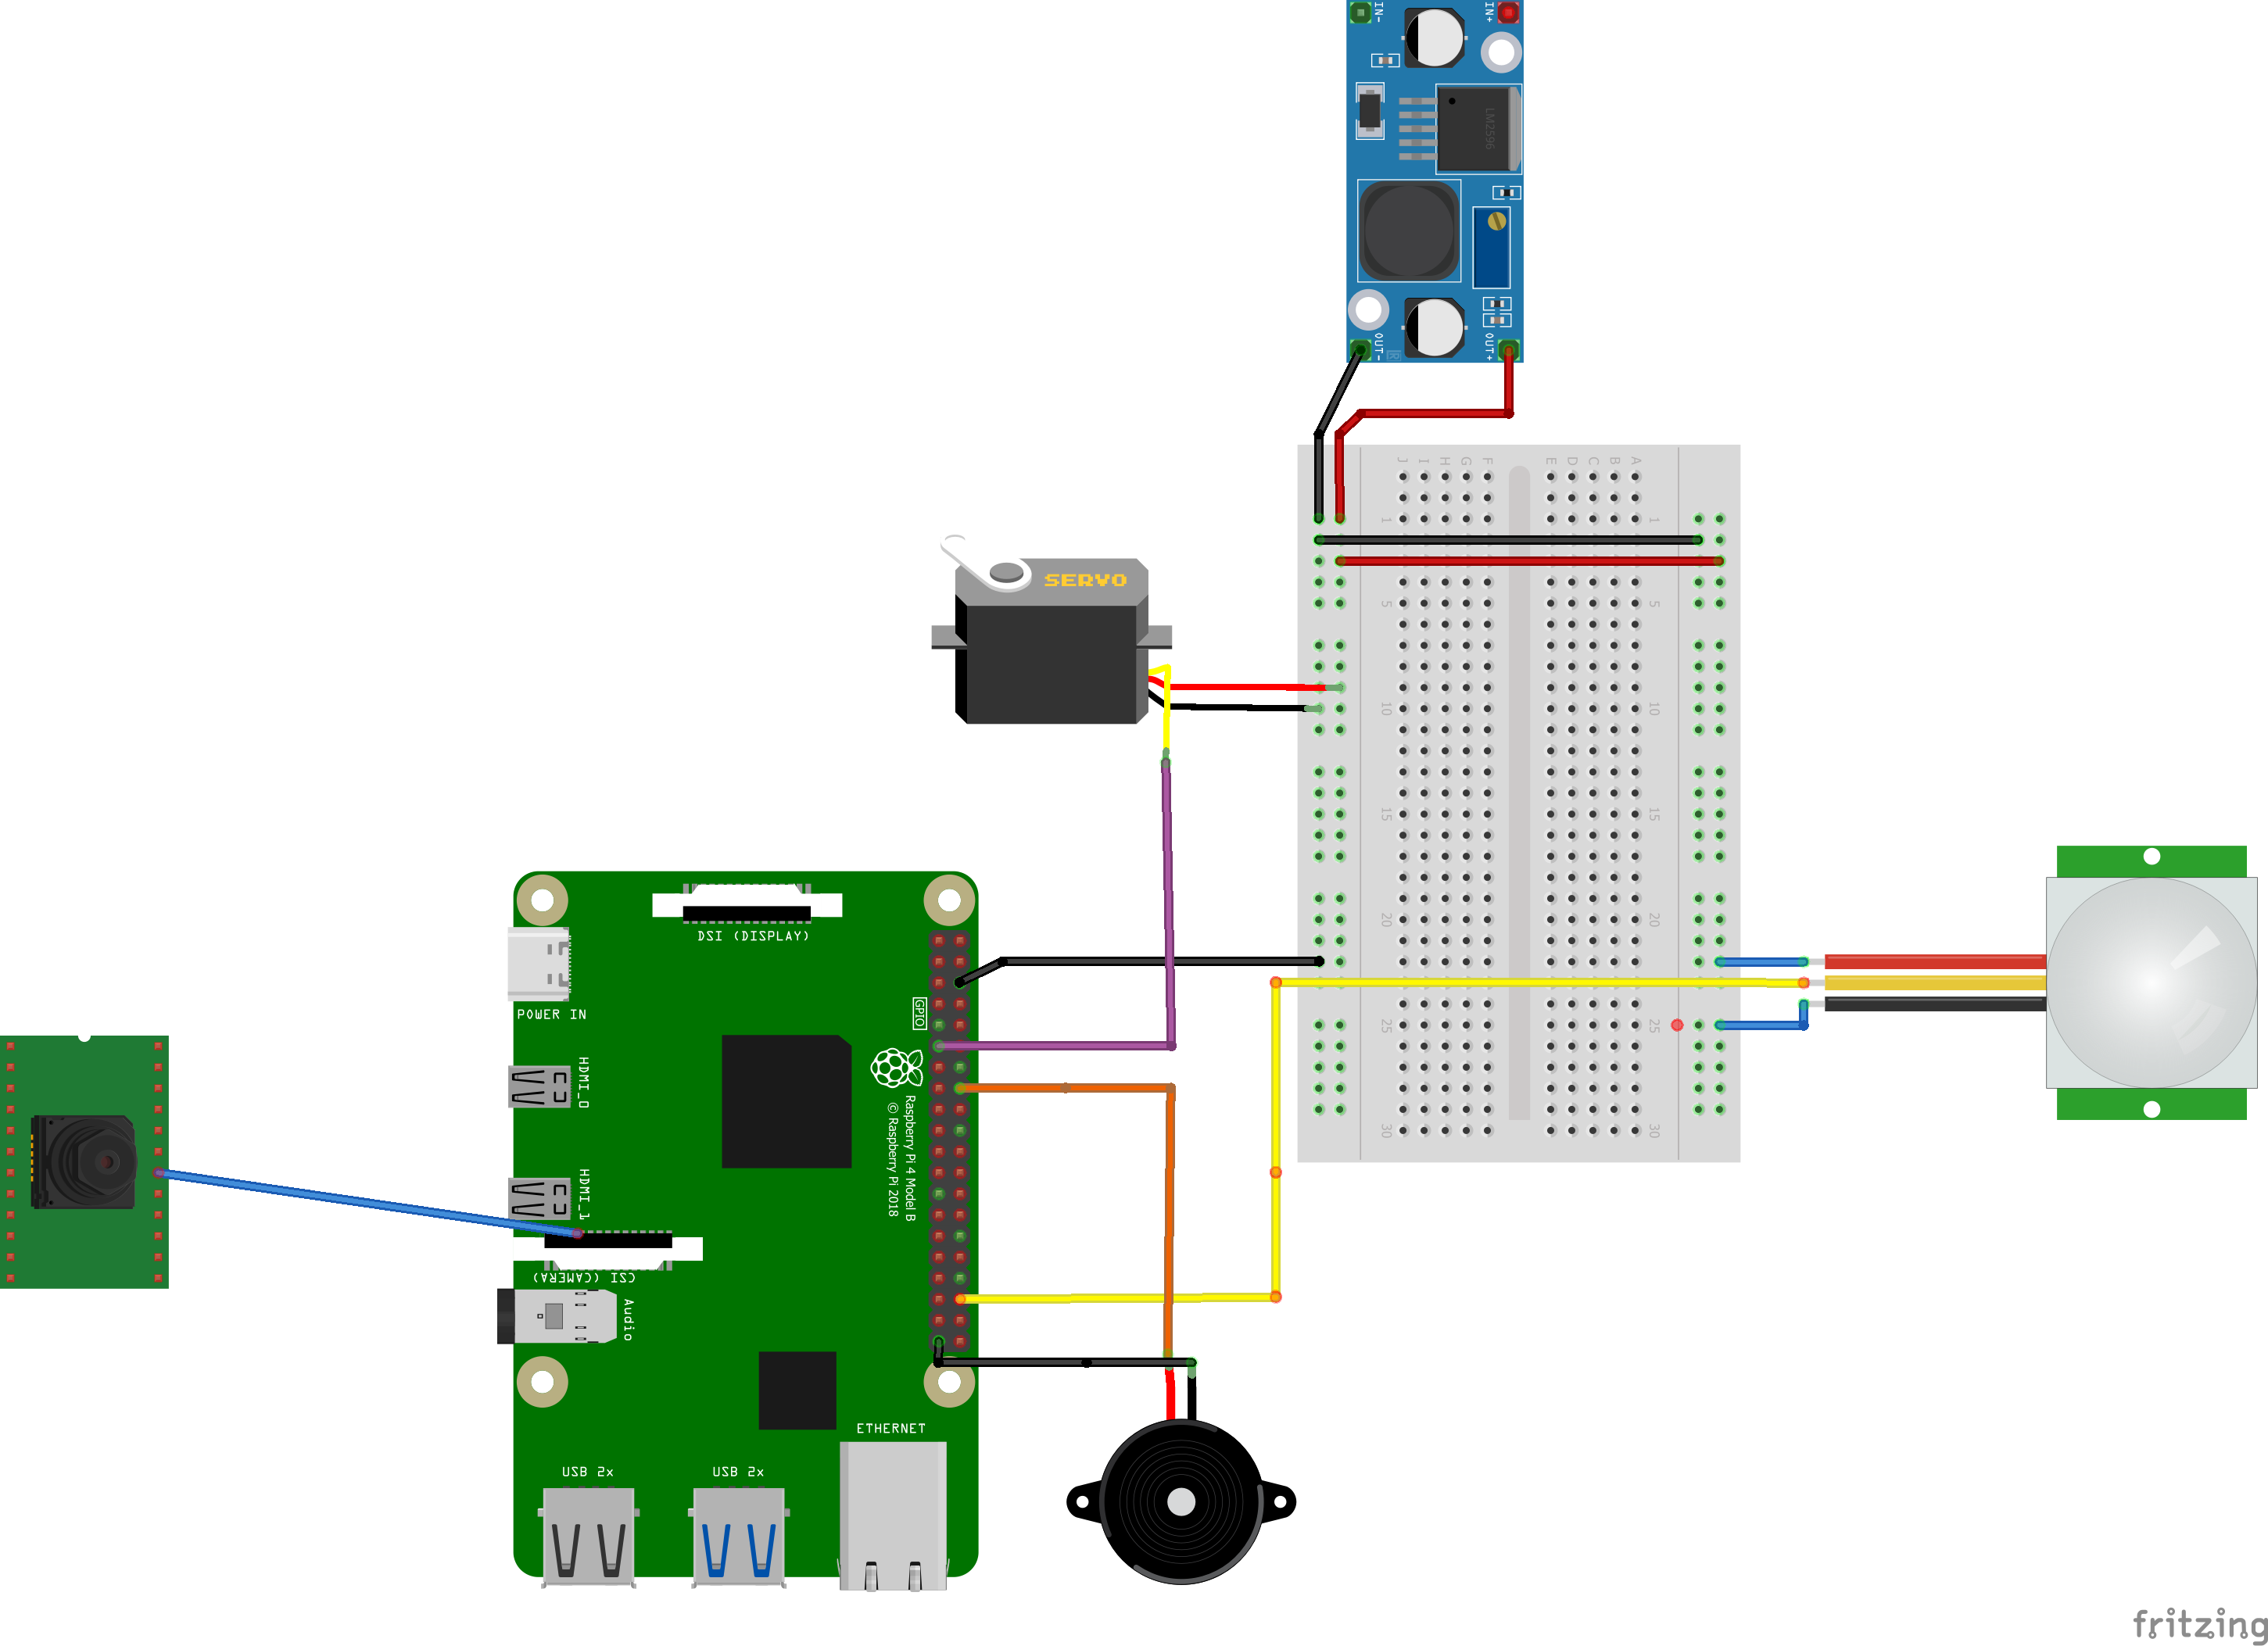 IN-
IN+
LM2596
OUT-
OUT+
R
J I H G F E D C B A
1 1
5 5
10 10
15 15
20 20
25 25
30 30
SERVO
DSI (DISPLAY)
POWER IN
GPIO
HDMI_0
Raspberry Pi 4 Model B
© Raspberry Pi 2018
HDMI_1
CSI (CAMERA)
Audio
ETHERNET
USB 2x
USB 2x
fritzing